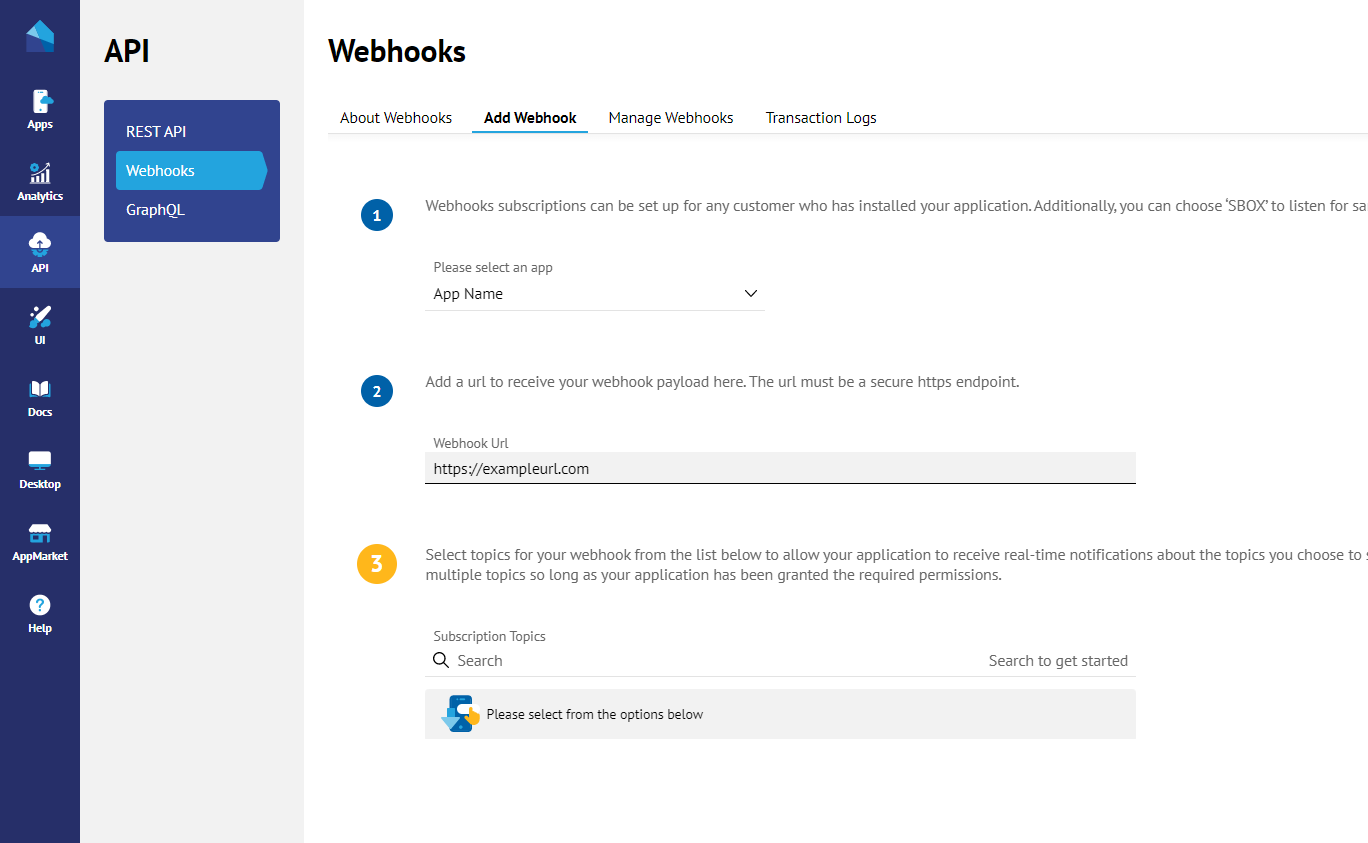 Apps
Analytics
API
UI
Docs
Desktop
AppMarket
?
Help
API
REST API
Webhooks
GraphQL
Webhooks
About Webhooks Add Webhook Manage Webhooks Transaction Logs
1
Webhooks subscriptions can be set up for any customer who has installed your application. Additionally, you can choose ‘SBOX’ to listen for
Please select an app
App Name
2
Add a url to receive your webhook payload here. The url must be a secure https endpoint.
Webhook Url
https://exampleurl.com
3
Select topics for your webhook from the list below to allow your application to receive real-time notifications about the topics you choose to
multiple topics so long as your application has been granted the required permissions.
Subscription Topics
Search Search to get started
Please select from the options below